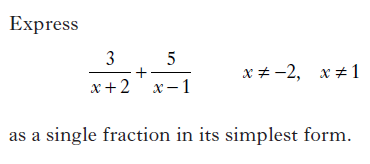 Express
3/(x+2) + 5/(x−1)    x ≠ −2,   x ≠ 1
as a single fraction in its simplest form.